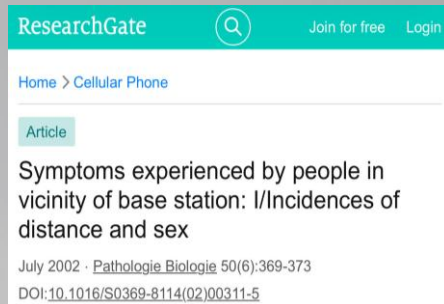 ResearchGate Join for free Login
Home > Cellular Phone
Article
Symptoms experienced by people in
vicinity of base station: I/Incidences of
distance and sex
July 2002 · Pathologie Biologie 50(6):369-373
DOI:10.1016/S0369-8114(02)00311-5